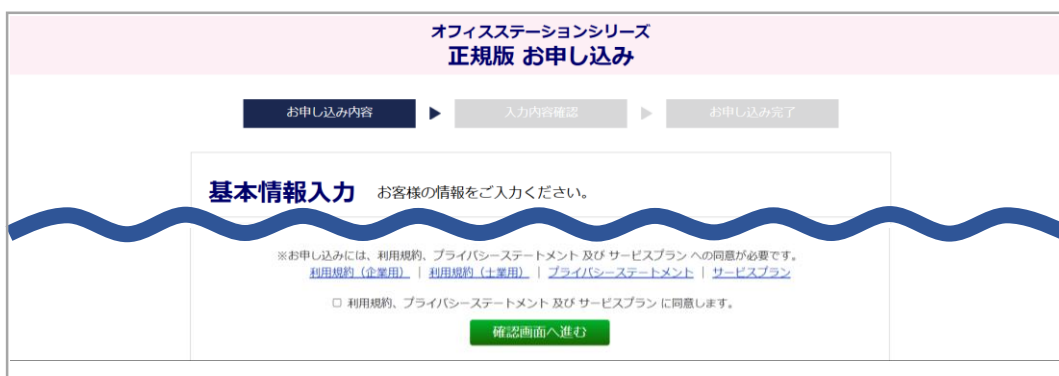 オフィスステーションシリーズ
正規版 お申し込み
お申し込み内容 ▶ 入力内容確認 ▶ お申し込み完了
基本情報入力 お客様の情報をご入力ください。
※お申し込みには、利用規約、プライバシーステートメント 及び サービスプラン への同意が必要です。
利用規約（企業用） | 利用規約（士業用） | プライバシーステートメント | サービスプラン
利用規約、プライバシーステートメント 及び サービスプラン に同意します。
確認画面へ進む